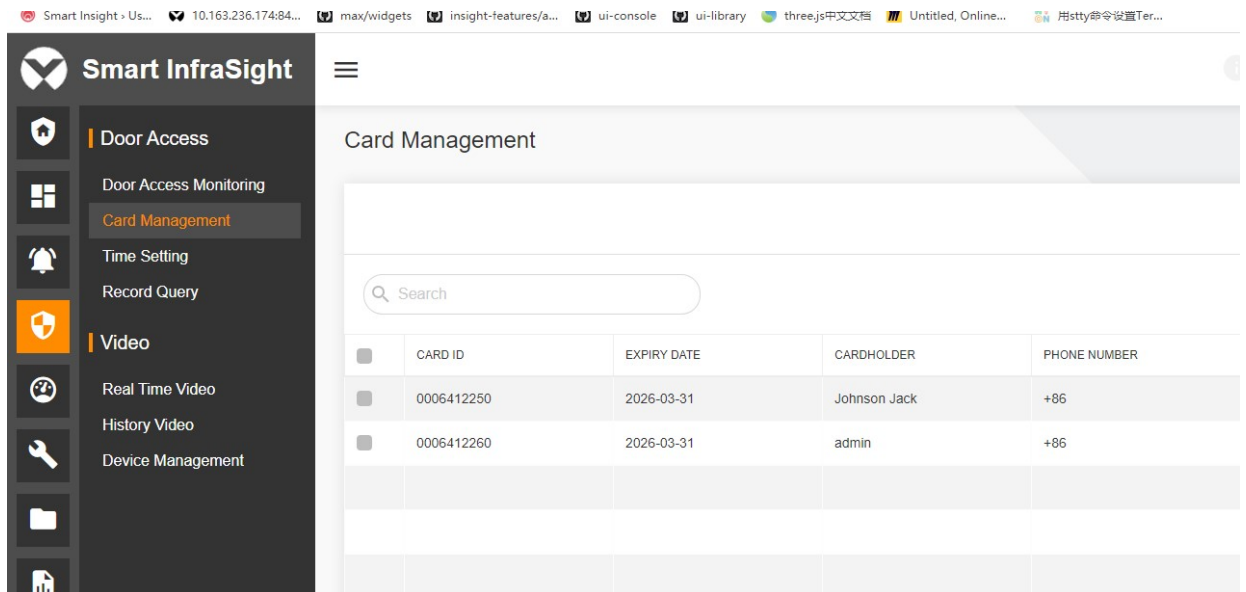 Smart Insight › Us... 10.163.236.174:84... max/widgets insight-features/a... ui-console ui-library three.js中文文档 Untitled, Online... 用stty命令设置Ter...
Smart InfraSight
Door Access
Door Access Monitoring
Card Management
Time Setting
Record Query
Video
Real Time Video
History Video
Device Management
Card Management
Search
CARD ID EXPIRY DATE CARDHOLDER PHONE NUMBER
0006412250 2026-03-31 Johnson Jack +86
0006412260 2026-03-31 admin +86